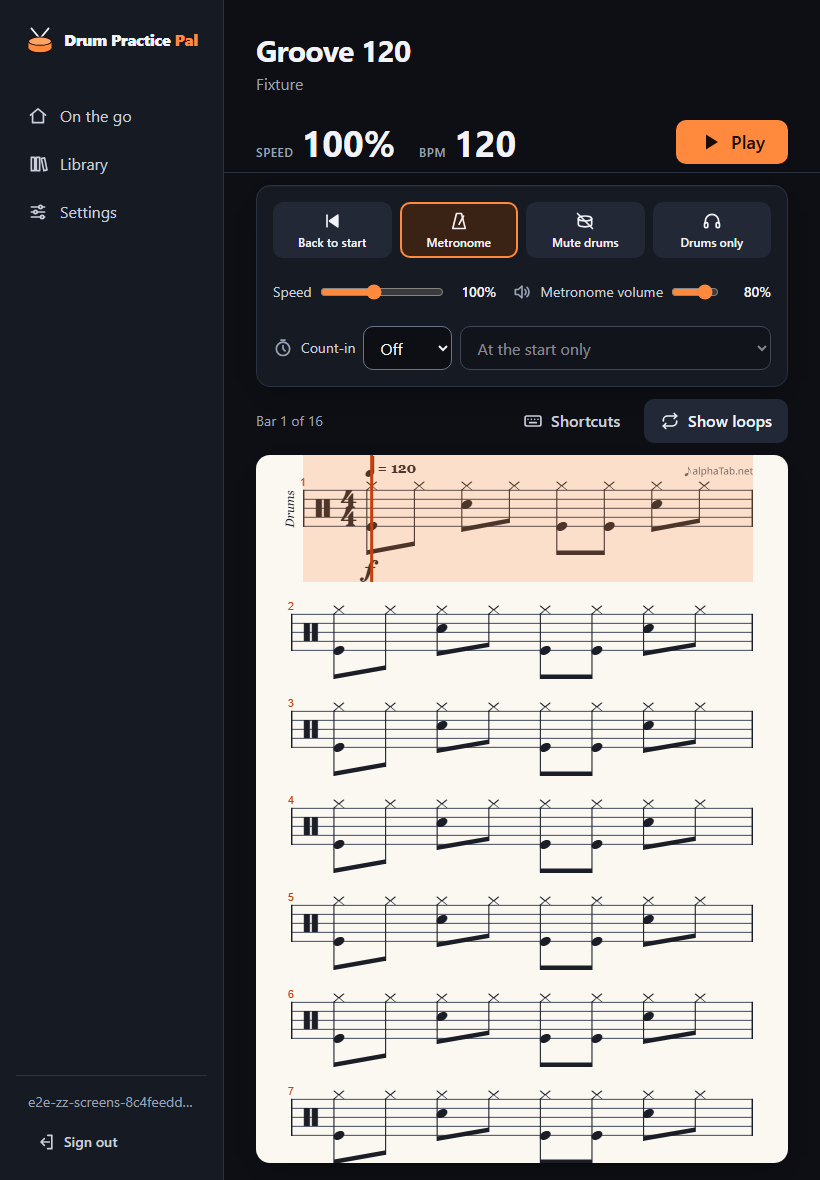 Drum Practice Pal
On the go
Library
Settings
e2e-zz-screens-8c4feedd...
Sign out
Groove 120
Fixture
SPEED 100% BPM 120
Play
Back to start
Metronome
Mute drums
Drums only
Speed 100% Metronome volume 80%
Count-in Off At the start only
Bar 1 of 16 Shortcuts Show loops
= 120
alphaTab.net
1
Drums
4
4
f
2
3
4
5
6
7